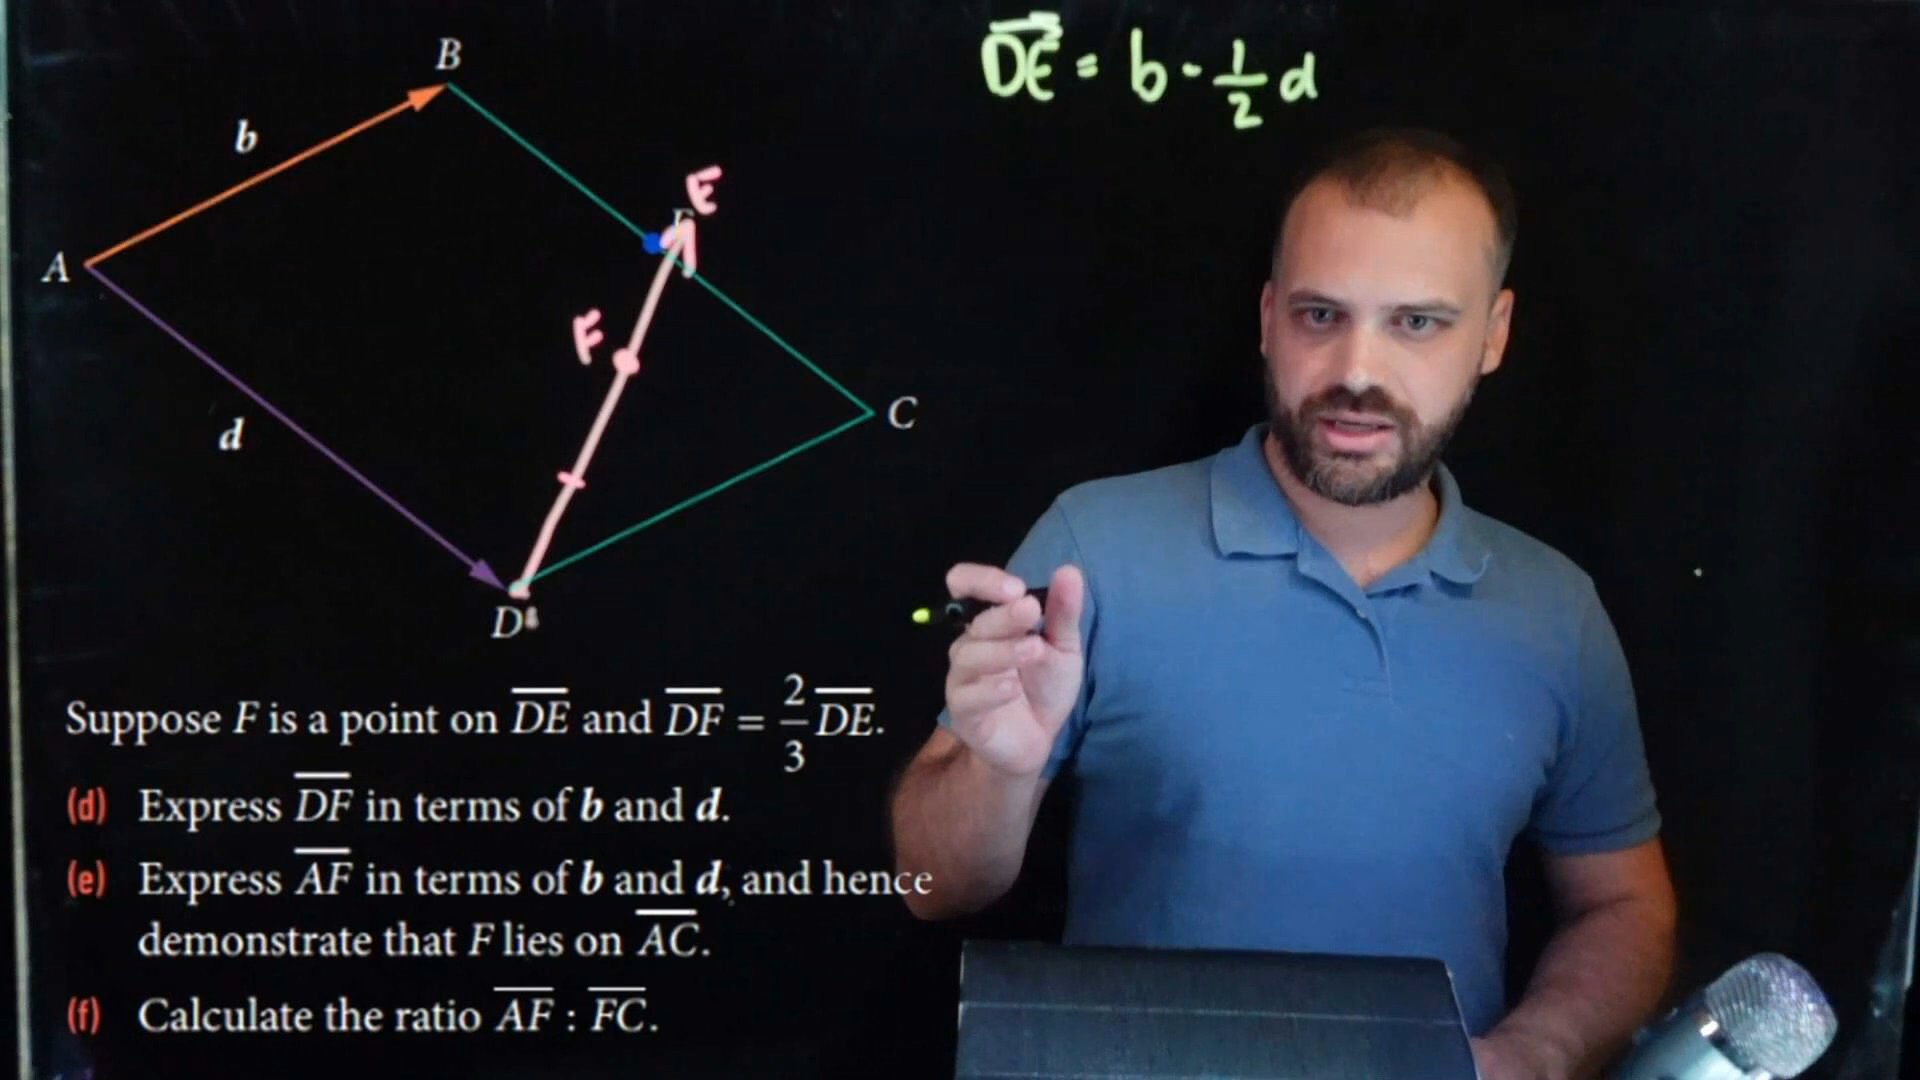 B
DE = b - 1/2 d
b
E
A
F
d
C
D
Suppose F is a point on DE and DF = 2/3 DE.
(d) Express DF in terms of b and d.
(e) Express AF in terms of b and d, and hence
demonstrate that F lies on AC.
(f) Calculate the ratio AF : FC.